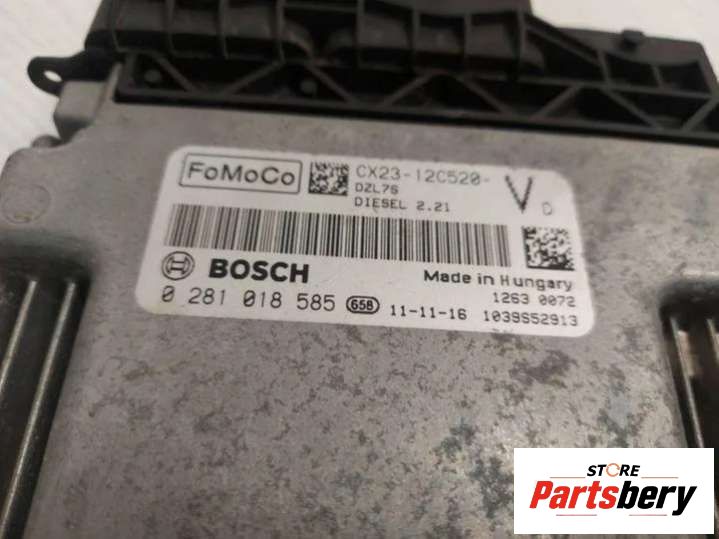 FoMoCo
CX23-12C520- V D
DZL7S
DIESEL 2.21
BOSCH
Made in Hungary
0 281 018 585 658 11-11-16
1263 0072
1039S52913
STORE
Partsbery